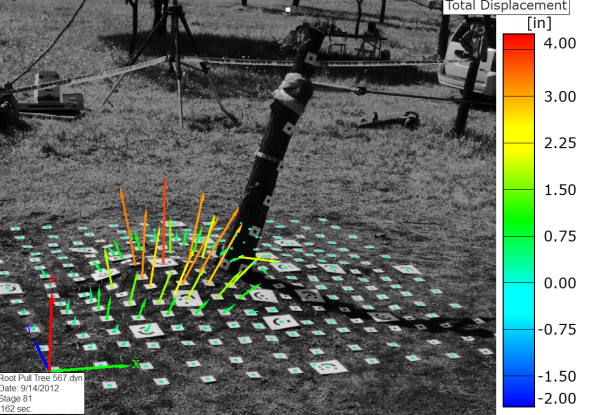 Total Displacement
[in]
4.00
3.00
2.25
1.50
0.75
0.00
-0.75
-1.50
-2.00
Y
X
Root Pull Tree 567.dyn
Date: 9/14/2012
Stage 81
162 sec